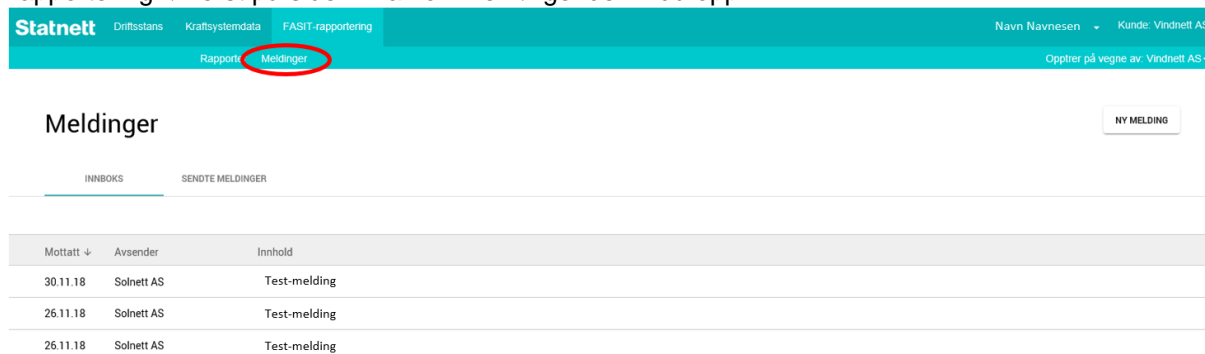 Statnett Driftsstans Kraftsystemdata FASIT-rapportering Navn Navnesen Kunde: Vindnett AS
Meldinger Opptrer på vegne av: Vindnett AS
Meldinger NY MELDING
INNBOKS SENDTE MELDINGER
Mottatt ↓ Avsender Innhold
30.11.18 Solnett AS Test-melding
26.11.18 Solnett AS Test-melding
26.11.18 Solnett AS Test-melding